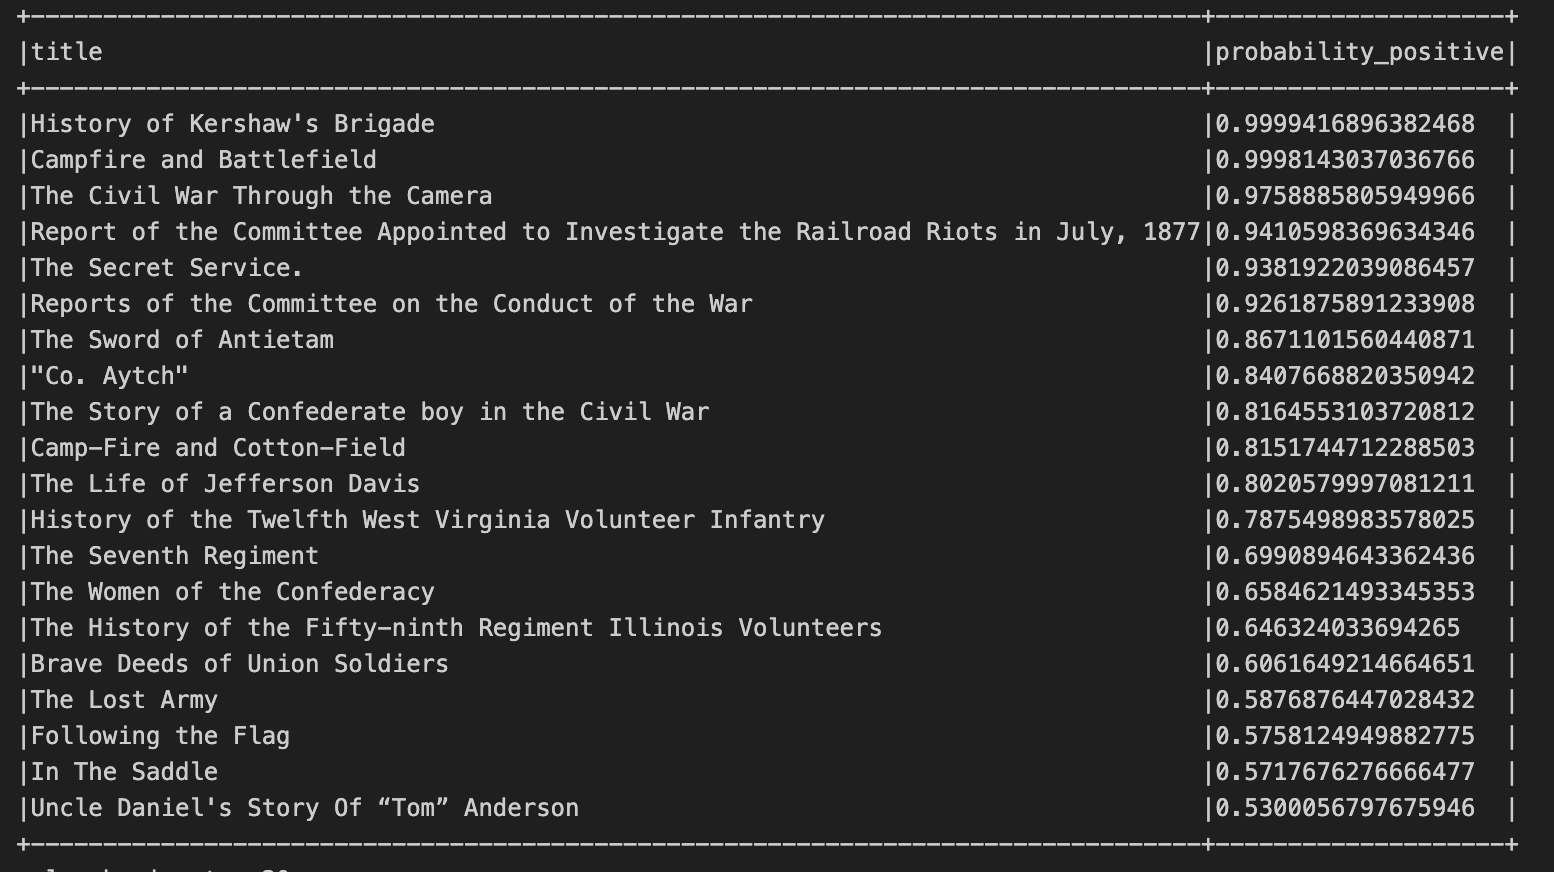 +---------------------------------------------------------------------------------+--------------------+
|title                                                                            |probability_positive|
+---------------------------------------------------------------------------------+--------------------+
|History of Kershaw's Brigade                                                     |0.9999416896382468  |
|Campfire and Battlefield                                                         |0.9998143037036766  |
|The Civil War Through the Camera                                                 |0.9758885805949966  |
|Report of the Committee Appointed to Investigate the Railroad Riots in July, 1877|0.9410598369634346  |
|The Secret Service.                                                              |0.9381922039086457  |
|Reports of the Committee on the Conduct of the War                               |0.9261875891233908  |
|The Sword of Antietam                                                            |0.8671101560440871  |
|"Co. Aytch"                                                                      |0.8407668820350942  |
|The Story of a Confederate boy in the Civil War                                  |0.8164553103720812  |
|Camp-Fire and Cotton-Field                                                       |0.8151744712288503  |
|The Life of Jefferson Davis                                                      |0.8020579997081211  |
|History of the Twelfth West Virginia Volunteer Infantry                          |0.7875498983578025  |
|The Seventh Regiment                                                             |0.6990894643362436  |
|The Women of the Confederacy                                                     |0.6584621493345353  |
|The History of the Fifty-ninth Regiment Illinois Volunteers                      |0.646324033694265   |
|Brave Deeds of Union Soldiers                                                    |0.6061649214664651  |
|The Lost Army                                                                    |0.5876876447028432  |
|Following the Flag                                                               |0.5758124949882775  |
|In The Saddle                                                                    |0.5717676276666477  |
|Uncle Daniel's Story Of “Tom” Anderson                                           |0.5300056797675946  |
+---------------------------------------------------------------------------------+--------------------+